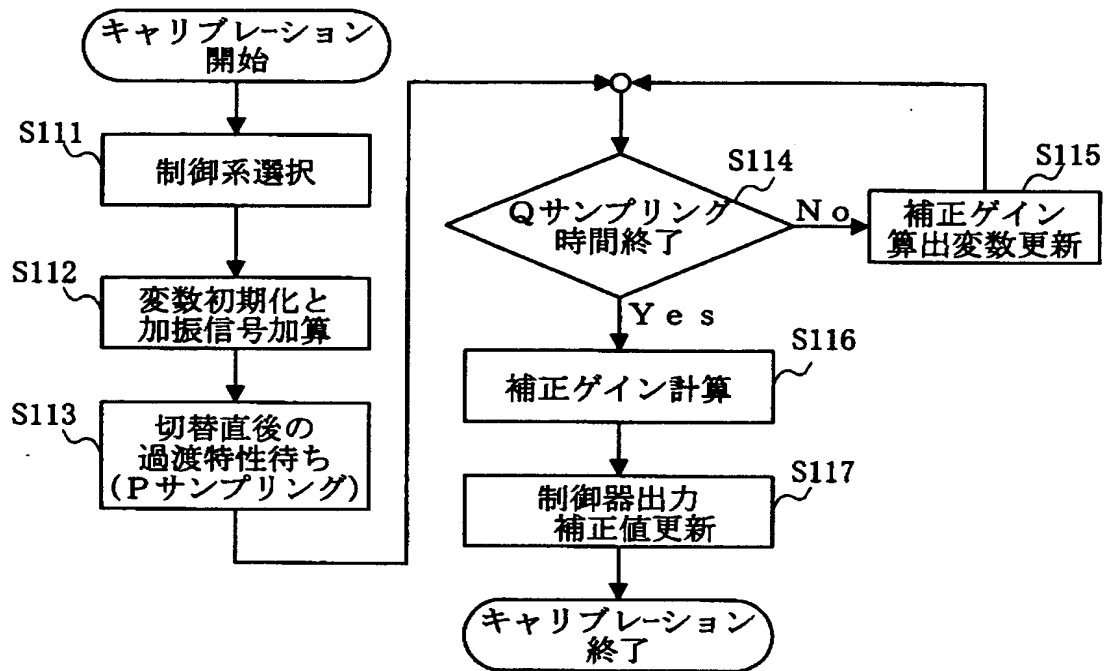 キャリブレーション
開始
S111
制御系選択
S112
変数初期化と
加振信号加算
S113
切替直後の
過渡特性待ち
(Pサンプリング)
S114
Qサンプリング
時間終了
No
S115
補正ゲイン
算出変数更新
Yes
S116
補正ゲイン計算
S117
制御器出力
補正値更新
キャリブレーション
終了